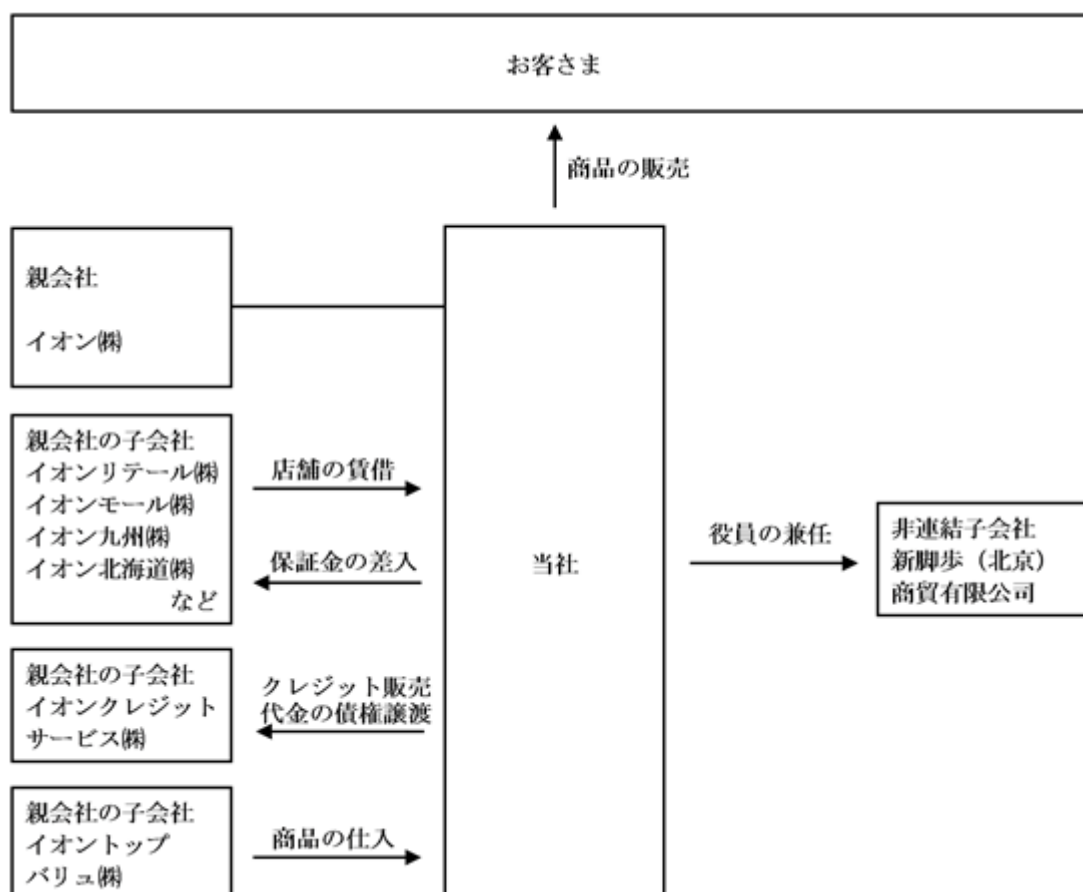 お客さま
商品の販売
親会社
イオン㈱
親会社の子会社
イオンリテール㈱
イオンモール㈱
イオン九州㈱
イオン北海道㈱
など
店舗の賃借
保証金の差入
当社
役員の兼任
非連結子会社
新脚歩（北京）
商貿有限公司
親会社の子会社
イオンクレジット
サービス㈱
クレジット販売
代金の債権譲渡
親会社の子会社
イオントップ
バリュ㈱
商品の仕入